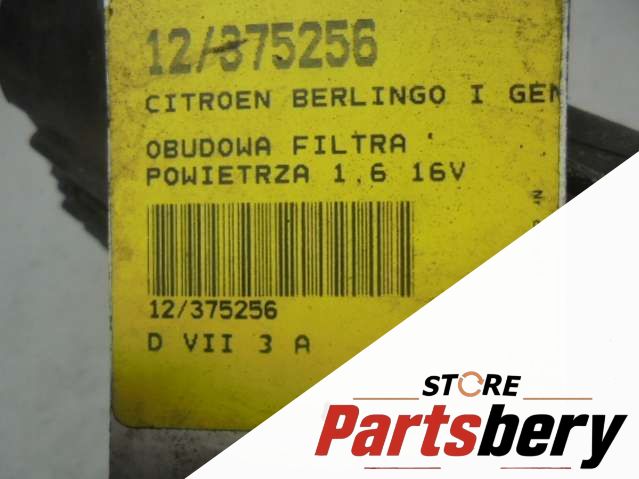 12/375256
CITROEN BERLINGO I GEN
OBUDOWA FILTRA
POWIETRZA 1.6 16V
12/375256
D VII 3 A
STORE
Partsbery